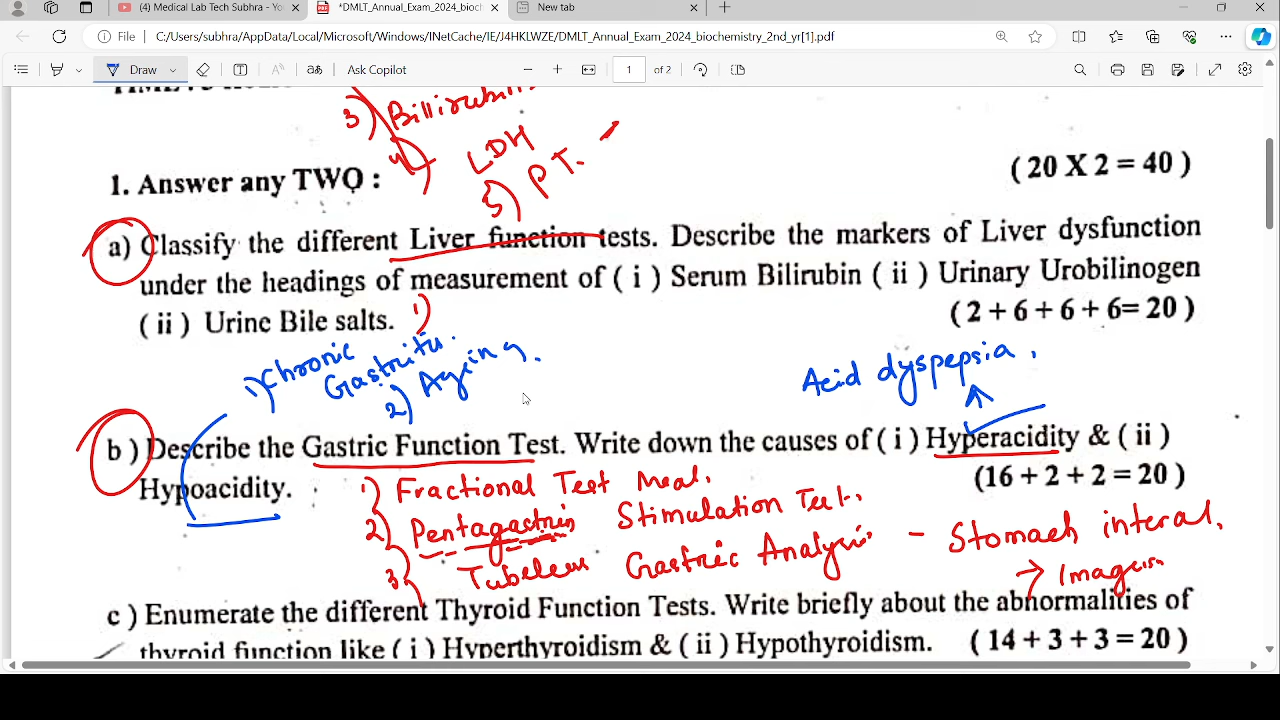 (4) Medical Lab Tech Subhra - Yo
*DMLT_Annual_Exam_2024_bioch
New tab
File
C:/Users/subhra/AppData/Local/Microsoft/Windows/INetCache/IE/J4HKLWZE/DMLT_Annual_Exam_2024_biochemistry_2nd_yr[1].pdf
Draw
Ask Copilot
1
of 2
3) Billirubi
4) LDH
5) PT.
1. Answer any TWO :
( 20 X 2 = 40 )
a) Classify the different Liver function tests. Describe the markers of Liver dysfunction
under the headings of measurement of ( i ) Serum Bilirubin ( ii ) Urinary Urobilinogen
( ii ) Urine Bile salts.
( 2 + 6 + 6 + 6= 20 )
1)
1) Chronic
Gastritis.
2) Ageing.
Acid dyspepsia.
b ) Describe the Gastric Function Test. Write down the causes of ( i ) Hyperacidity & ( ii )
Hypoacidity.
(16 + 2 + 2 = 20 )
1) Fractional Test Meal.
2) Pentagastrin Stimulation Test.
3) Tubeless Gastric Analysis - Stomach interal.
→ Imageisn
c ) Enumerate the different Thyroid Function Tests. Write briefly about the abnormalities of
thyroid function like ( i ) Hyperthyroidism & ( ii ) Hypothyroidism.
( 14 + 3 + 3 = 20 )